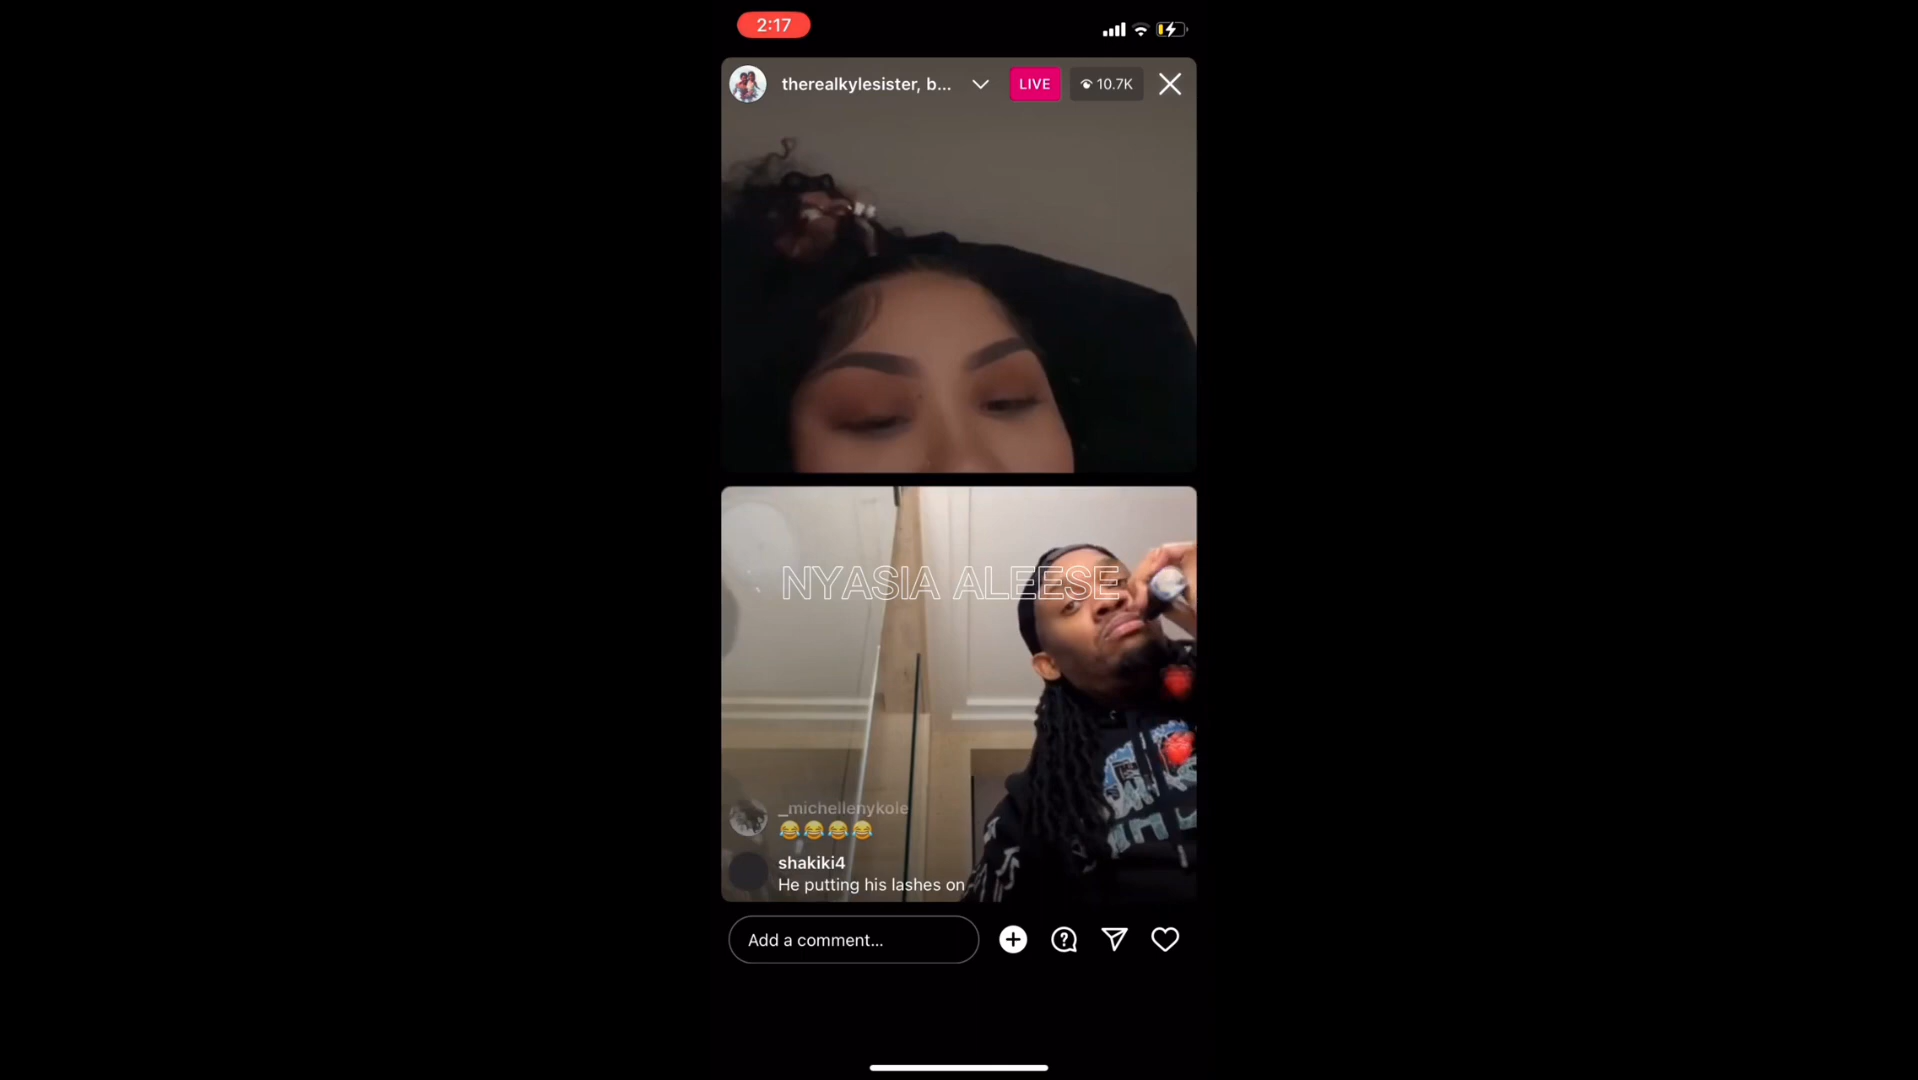 2:17
therealkylesister, b...
LIVE
10.7K
NYASIA ALEESE
_michellenykole
😂😂😂😂
shakiki4
He putting his lashes on
Add a comment...